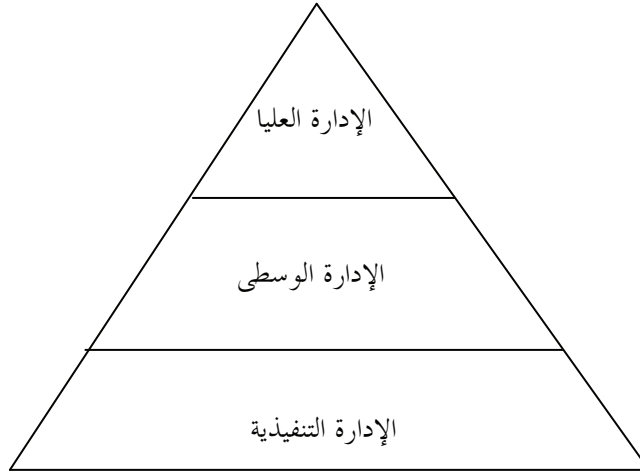 الإدارة العليا
الإدارة الوسطى
الإدارة التنفيذية